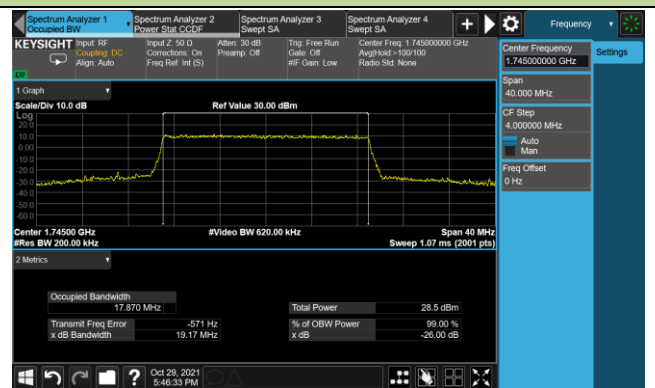 Spectrum Analyzer 1
Occupied BW
Spectrum Analyzer 2
Power Stat CCDF
Spectrum Analyzer 3
Swept SA
Spectrum Analyzer 4
Swept SA
Frequency
KEYSIGHT
Input: RF
Coupling: DC
Align: Auto
Input Z: 50 Ω
Corrections: On
Freq Ref: Int (S)
Atten: 30 dB
Preamp: Off
Trig: Free Run
Gate: Off
#IF Gain: Low
Center Freq: 1.745000000 GHz
Avg|Hold:>100/100
Radio Std: None
Center Frequency
1.745000000 GHz
Settings
Span
40.000 MHz
CF Step
4.000000 MHz
Auto
Man
Freq Offset
0 Hz
1 Graph
Scale/Div 10.0 dB
Ref Value 30.00 dBm
Log
20.0
10.0
0.00
-10.0
-20.0
-30.0
-40.0
-50.0
-60.0
Center 1.74500 GHz
#Video BW 620.00 kHz
Span 40 MHz
#Res BW 200.00 kHz
Sweep 1.07 ms (2001 pts)
2 Metrics
Occupied Bandwidth
17.870 MHz
Total Power
28.5 dBm
Transmit Freq Error
-571 Hz
% of OBW Power
99.00 %
x dB Bandwidth
19.17 MHz
x dB
-26.00 dB
?
Oct 29, 2021
5:46:33 PM